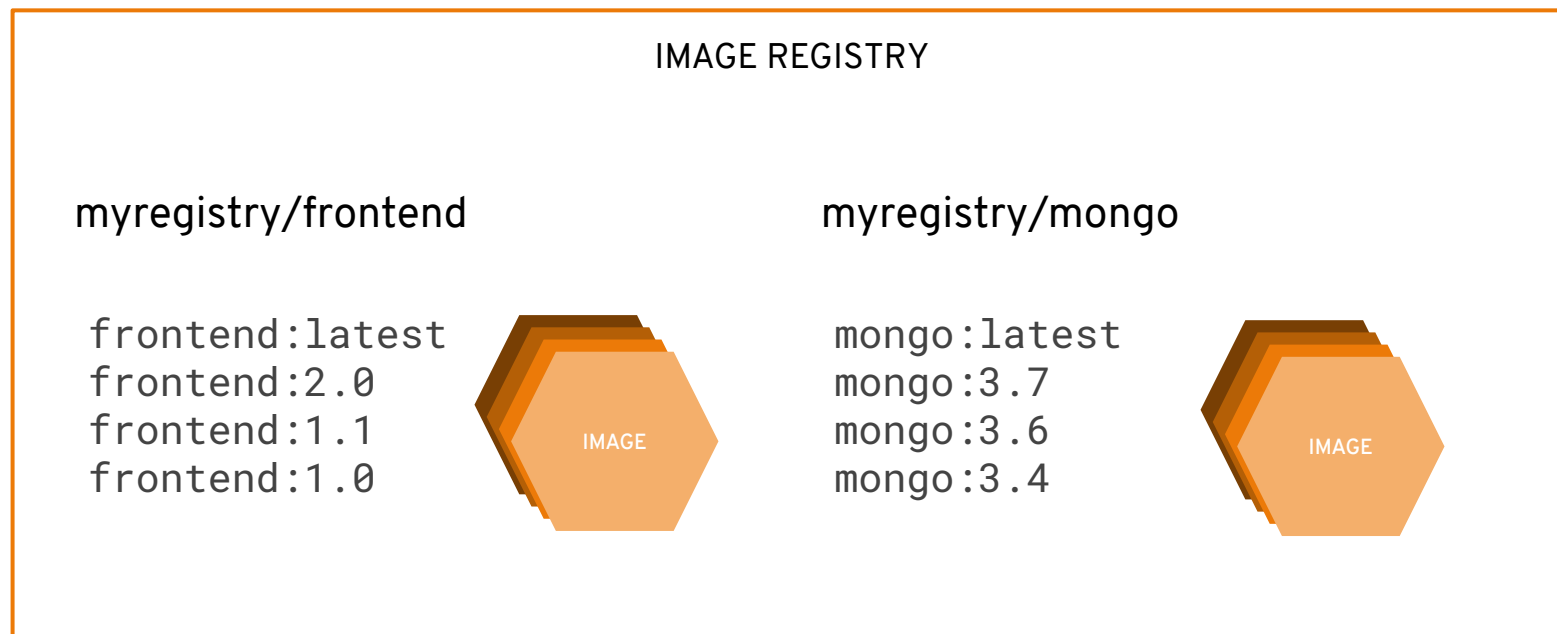 IMAGE REGISTRY
myregistry/frontend
frontend:latest
frontend:2.0
frontend:1.1
frontend:1.0
IMAGE
myregistry/mongo
mongo:latest
mongo:3.7
mongo:3.6
mongo:3.4
IMAGE